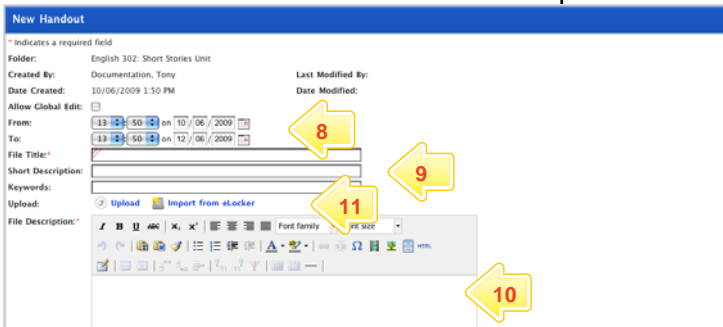 New Handout
* Indicates a required field
Folder: English 302: Short Stories Unit
Created By: Documentation, Tony Last Modified By:
Date Created: 10/06/2009 1:50 PM Date Modified:
Allow Global Edit:
From: 13 : 50 on 10 / 06 / 2009
To: 13 : 50 on 12 / 06 / 2009
8
File Title:*
Short Description:
9
Keywords:
Upload: Upload Import from eLocker
11
File Description:*
I B U ABC X, x² Font family size
A Ω HTML
10